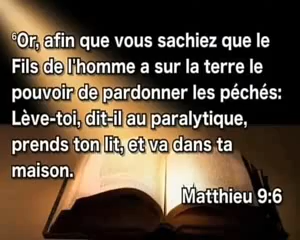 ⁶Or, afin que vous sachiez que le
Fils de l'homme a sur la terre le
pouvoir de pardonner les péchés:
Lève-toi, dit-il au paralytique,
prends ton lit, et va dans ta
maison.
Matthieu 9:6